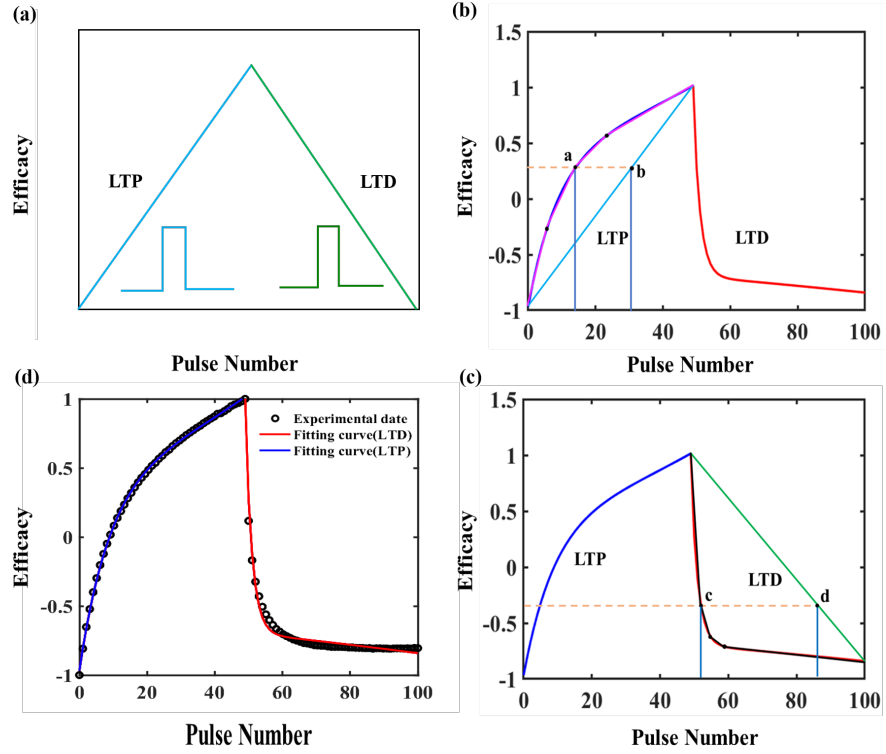 (a)
Efficacy
LTP
LTD
Pulse Number
(b)
Efficacy
1.5
1
0.5
0
-0.5
-1
a
b
LTP
LTD
0 20 40 60 80 100
Pulse Number
(d)
Efficacy
1
0.5
0
-0.5
-1
Experimental date
Fitting curve(LTD)
Fitting curve(LTP)
0 20 40 60 80 100
Pulse Number
(c)
Efficacy
1.5
1
0.5
0
-0.5
-1
LTP
LTD
c
d
0 20 40 60 80 100
Pulse Number